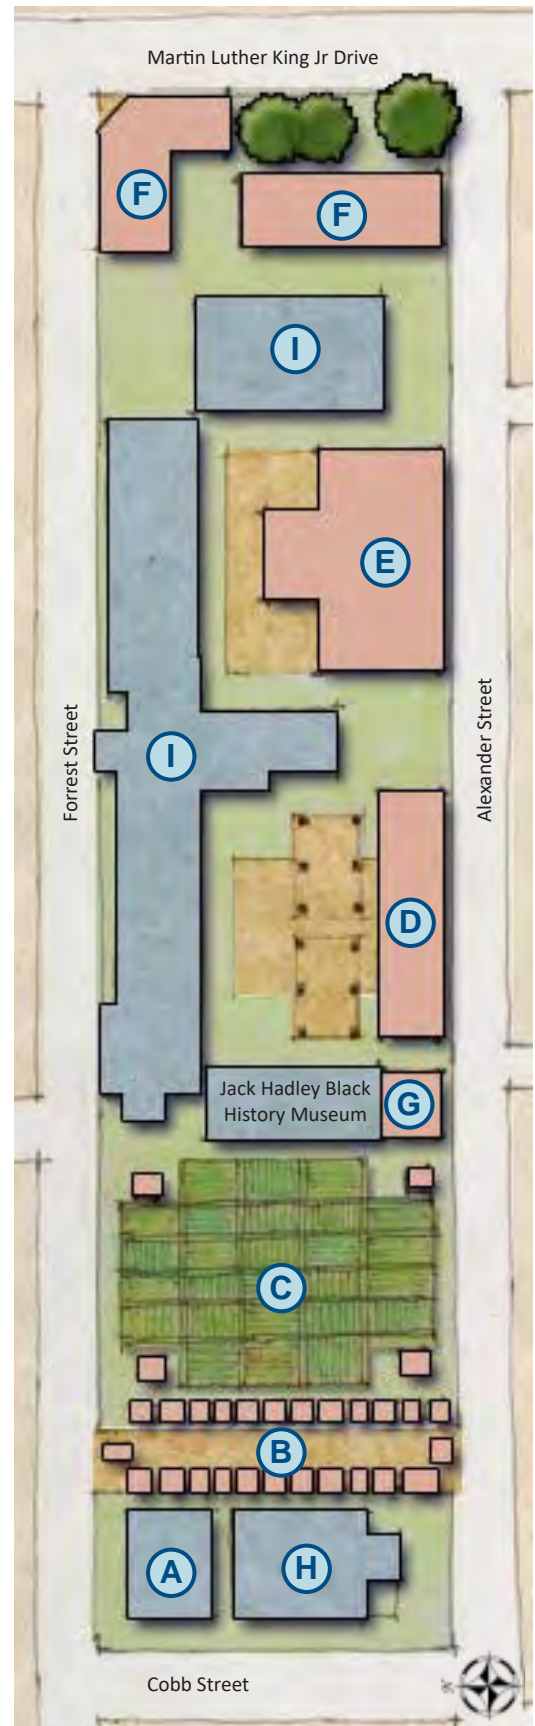 Martin Luther King Jr Drive
F
F
I
E
Forrest Street
Alexander Street
I
D
Jack Hadley Black
History Museum
G
C
B
A
H
Cobb Street